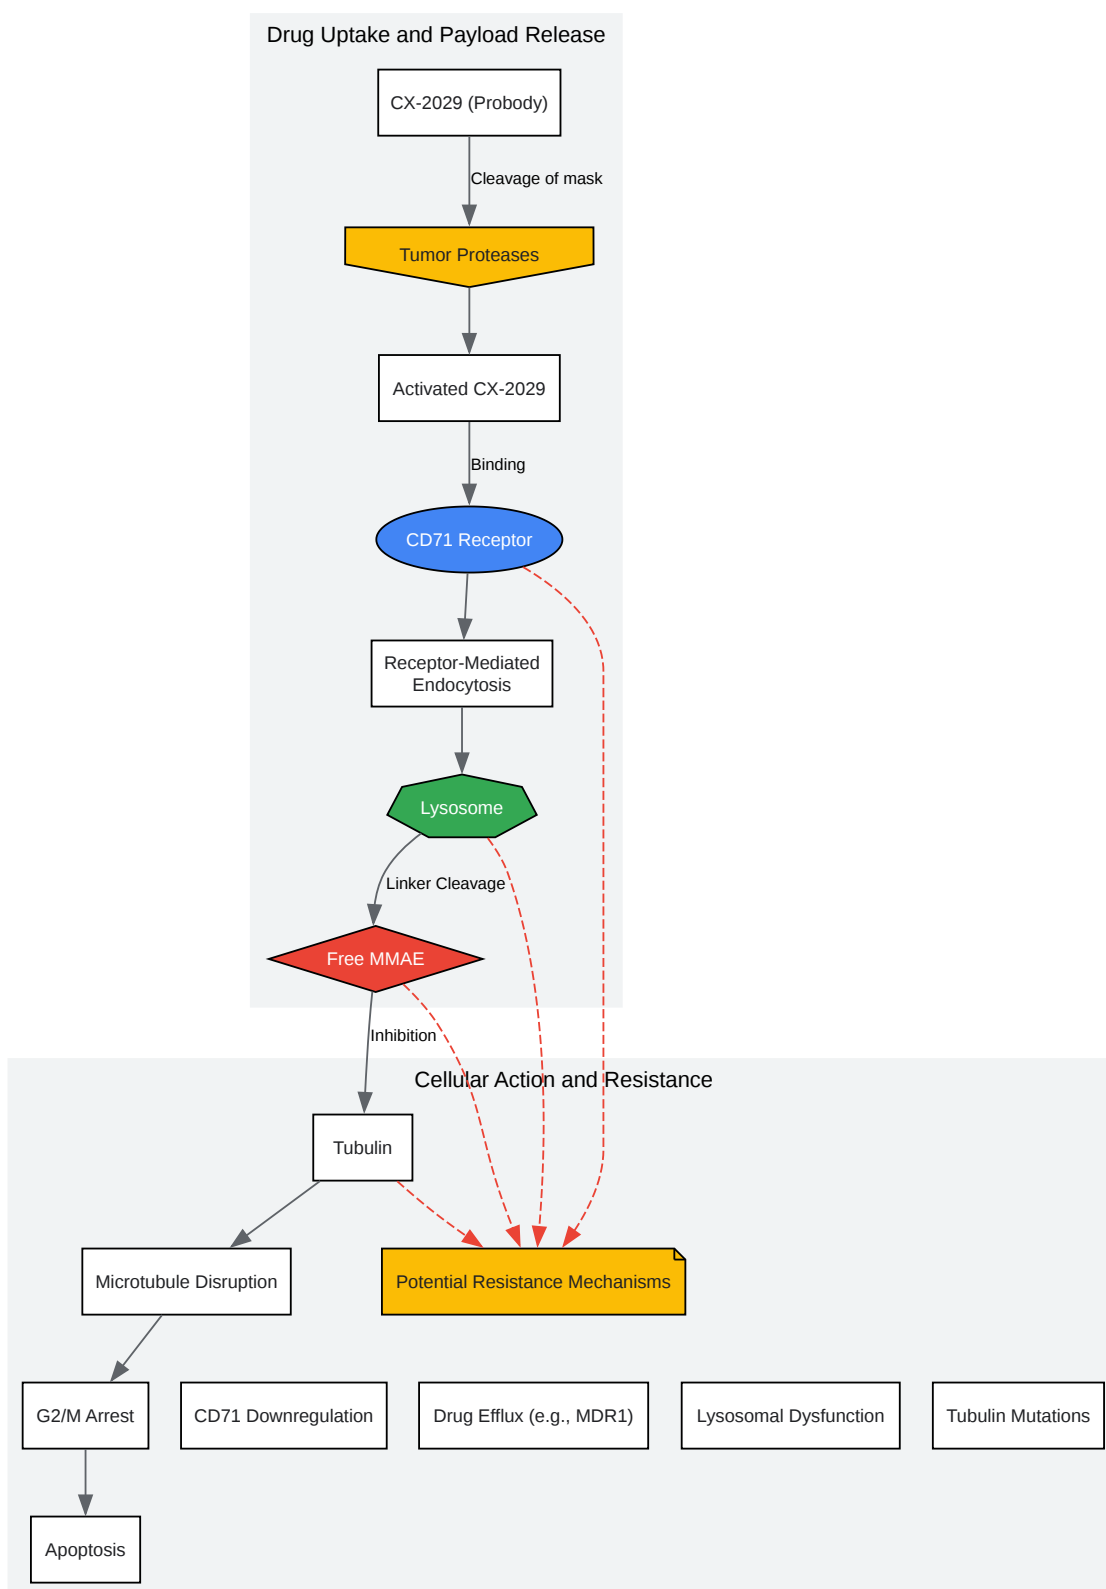 Drug Uptake and Payload Release
CX-2029 (Probody)
Cleavage of mask
Tumor Proteases
Activated CX-2029
Binding
CD71 Receptor
Receptor-Mediated
Endocytosis
Lysosome
Linker Cleavage
Free MMAE
Inhibition
Cellular Action and Resistance
Tubulin
Microtubule Disruption
Potential Resistance Mechanisms
G2/M Arrest
CD71 Downregulation
Drug Efflux (e.g., MDR1)
Lysosomal Dysfunction
Tubulin Mutations
Apoptosis